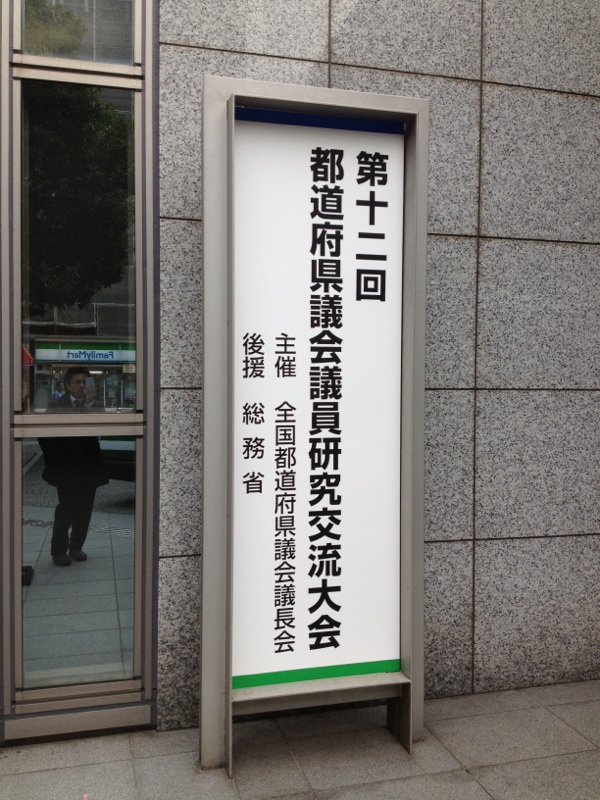 第十二回
都道府県議会議員研究交流大会
主催 全国都道府県議会議長会
後援 総務省
FamilyMart